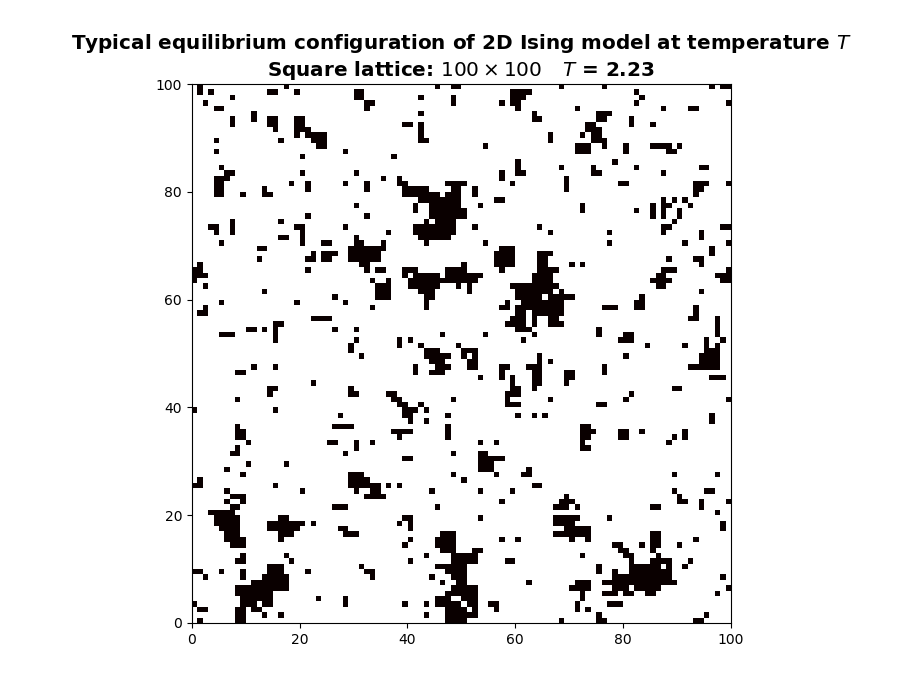 Typical equilibrium configuration of 2D Ising model at temperature T
Square lattice: 100 × 100 T = 2.23
100
80
60
40
20
0
0 20 40 60 80 100